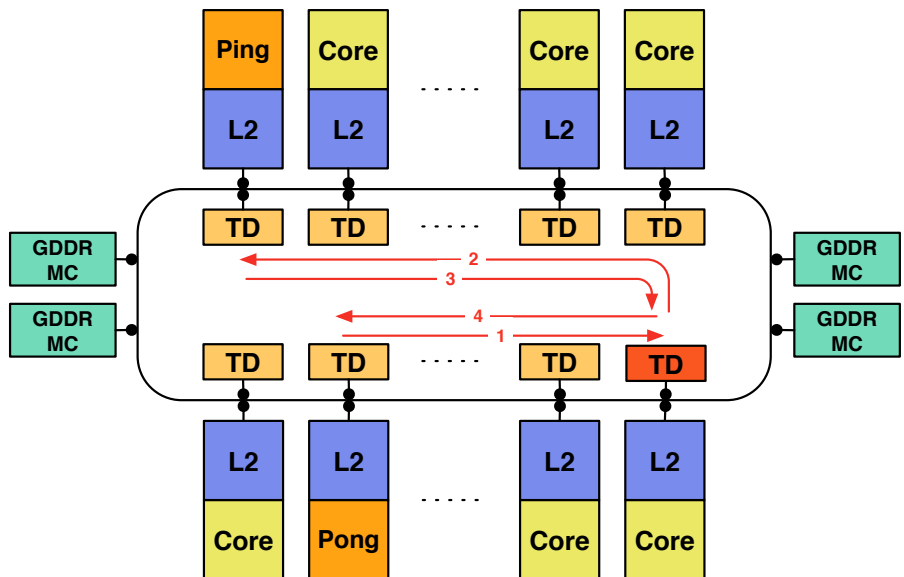 Ping Core Core Core
L2 L2 L2 L2
TD TD TD TD
GDDR MC
GDDR MC
GDDR MC
GDDR MC
2
3
4
1
TD TD TD TD
L2 L2 L2 L2
Core Pong Core Core